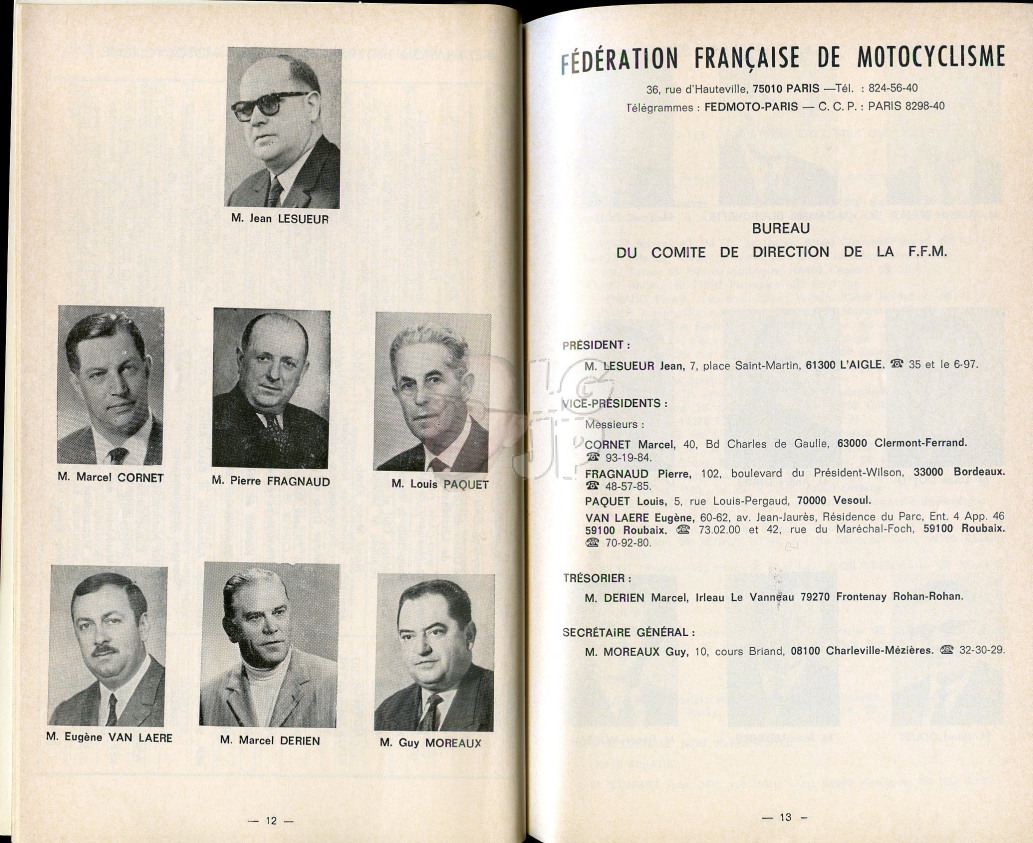 M. Jean LESUEUR
M. Marcel CORNET
M. Pierre FRAGNAUD
M. Louis PAQUET
M. Eugène VAN LAERE
M. Marcel DERIEN
M. Guy MOREAUX
— 12 —
FÉDÉRATION FRANÇAISE DE MOTOCYCLISME
36, rue d'Hauteville, 75010 PARIS —Tél. : 824-56-40
Télégrammes : FEDMOTO-PARIS — C. C. P. : PARIS 8298-40
BUREAU
DU COMITE DE DIRECTION DE LA F.F.M.
PRÉSIDENT :
M. LESUEUR Jean, 7, place Saint-Martin, 61300 L'AIGLE. ☎ 35 et le 6-97.
VICE-PRÉSIDENTS :
Messieurs :
CORNET Marcel, 40, Bd Charles de Gaulle, 63000 Clermont-Ferrand.
☎ 93-19-84.
FRAGNAUD Pierre, 102, boulevard du Président-Wilson, 33000 Bordeaux.
☎ 48-57-85.
PAQUET Louis, 5, rue Louis-Pergaud, 70000 Vesoul.
VAN LAERE Eugène, 60-62, av. Jean-Jaurès, Résidence du Parc, Ent. 4 App. 46
59100 Roubaix. ☎ 73.02.00 et 42, rue du Maréchal-Foch, 59100 Roubaix.
☎ 70-92-80.
TRÉSORIER :
M. DERIEN Marcel, Irleau Le Vanneau 79270 Frontenay Rohan-Rohan.
SECRÉTAIRE GÉNÉRAL :
M. MOREAUX Guy, 10, cours Briand, 08100 Charleville-Mézières. ☎ 32-30-29.
— 13 –